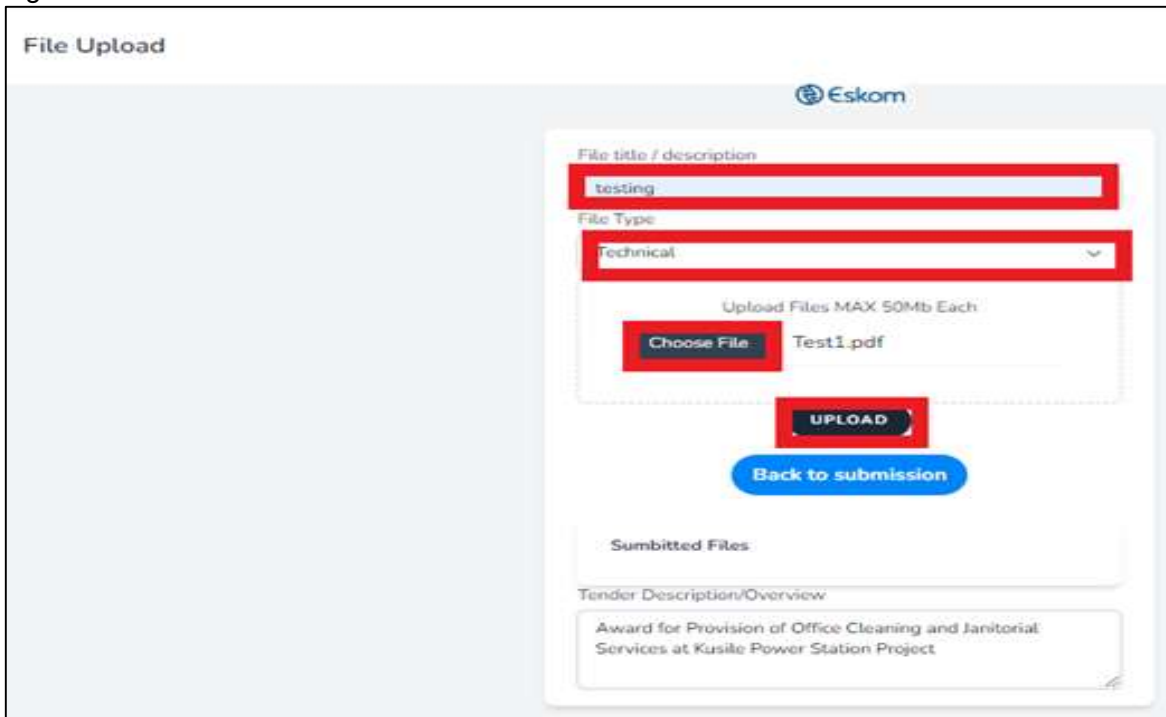 File Upload
Eskom
File title / description
testing
File Type
Technical
Upload Files MAX 50Mb Each
Choose File Test1.pdf
UPLOAD
Back to submission
Sumbitted Files
Tender Description/Overview
Award for Provision of Office Cleaning and Janitorial
Services at Kusile Power Station Project